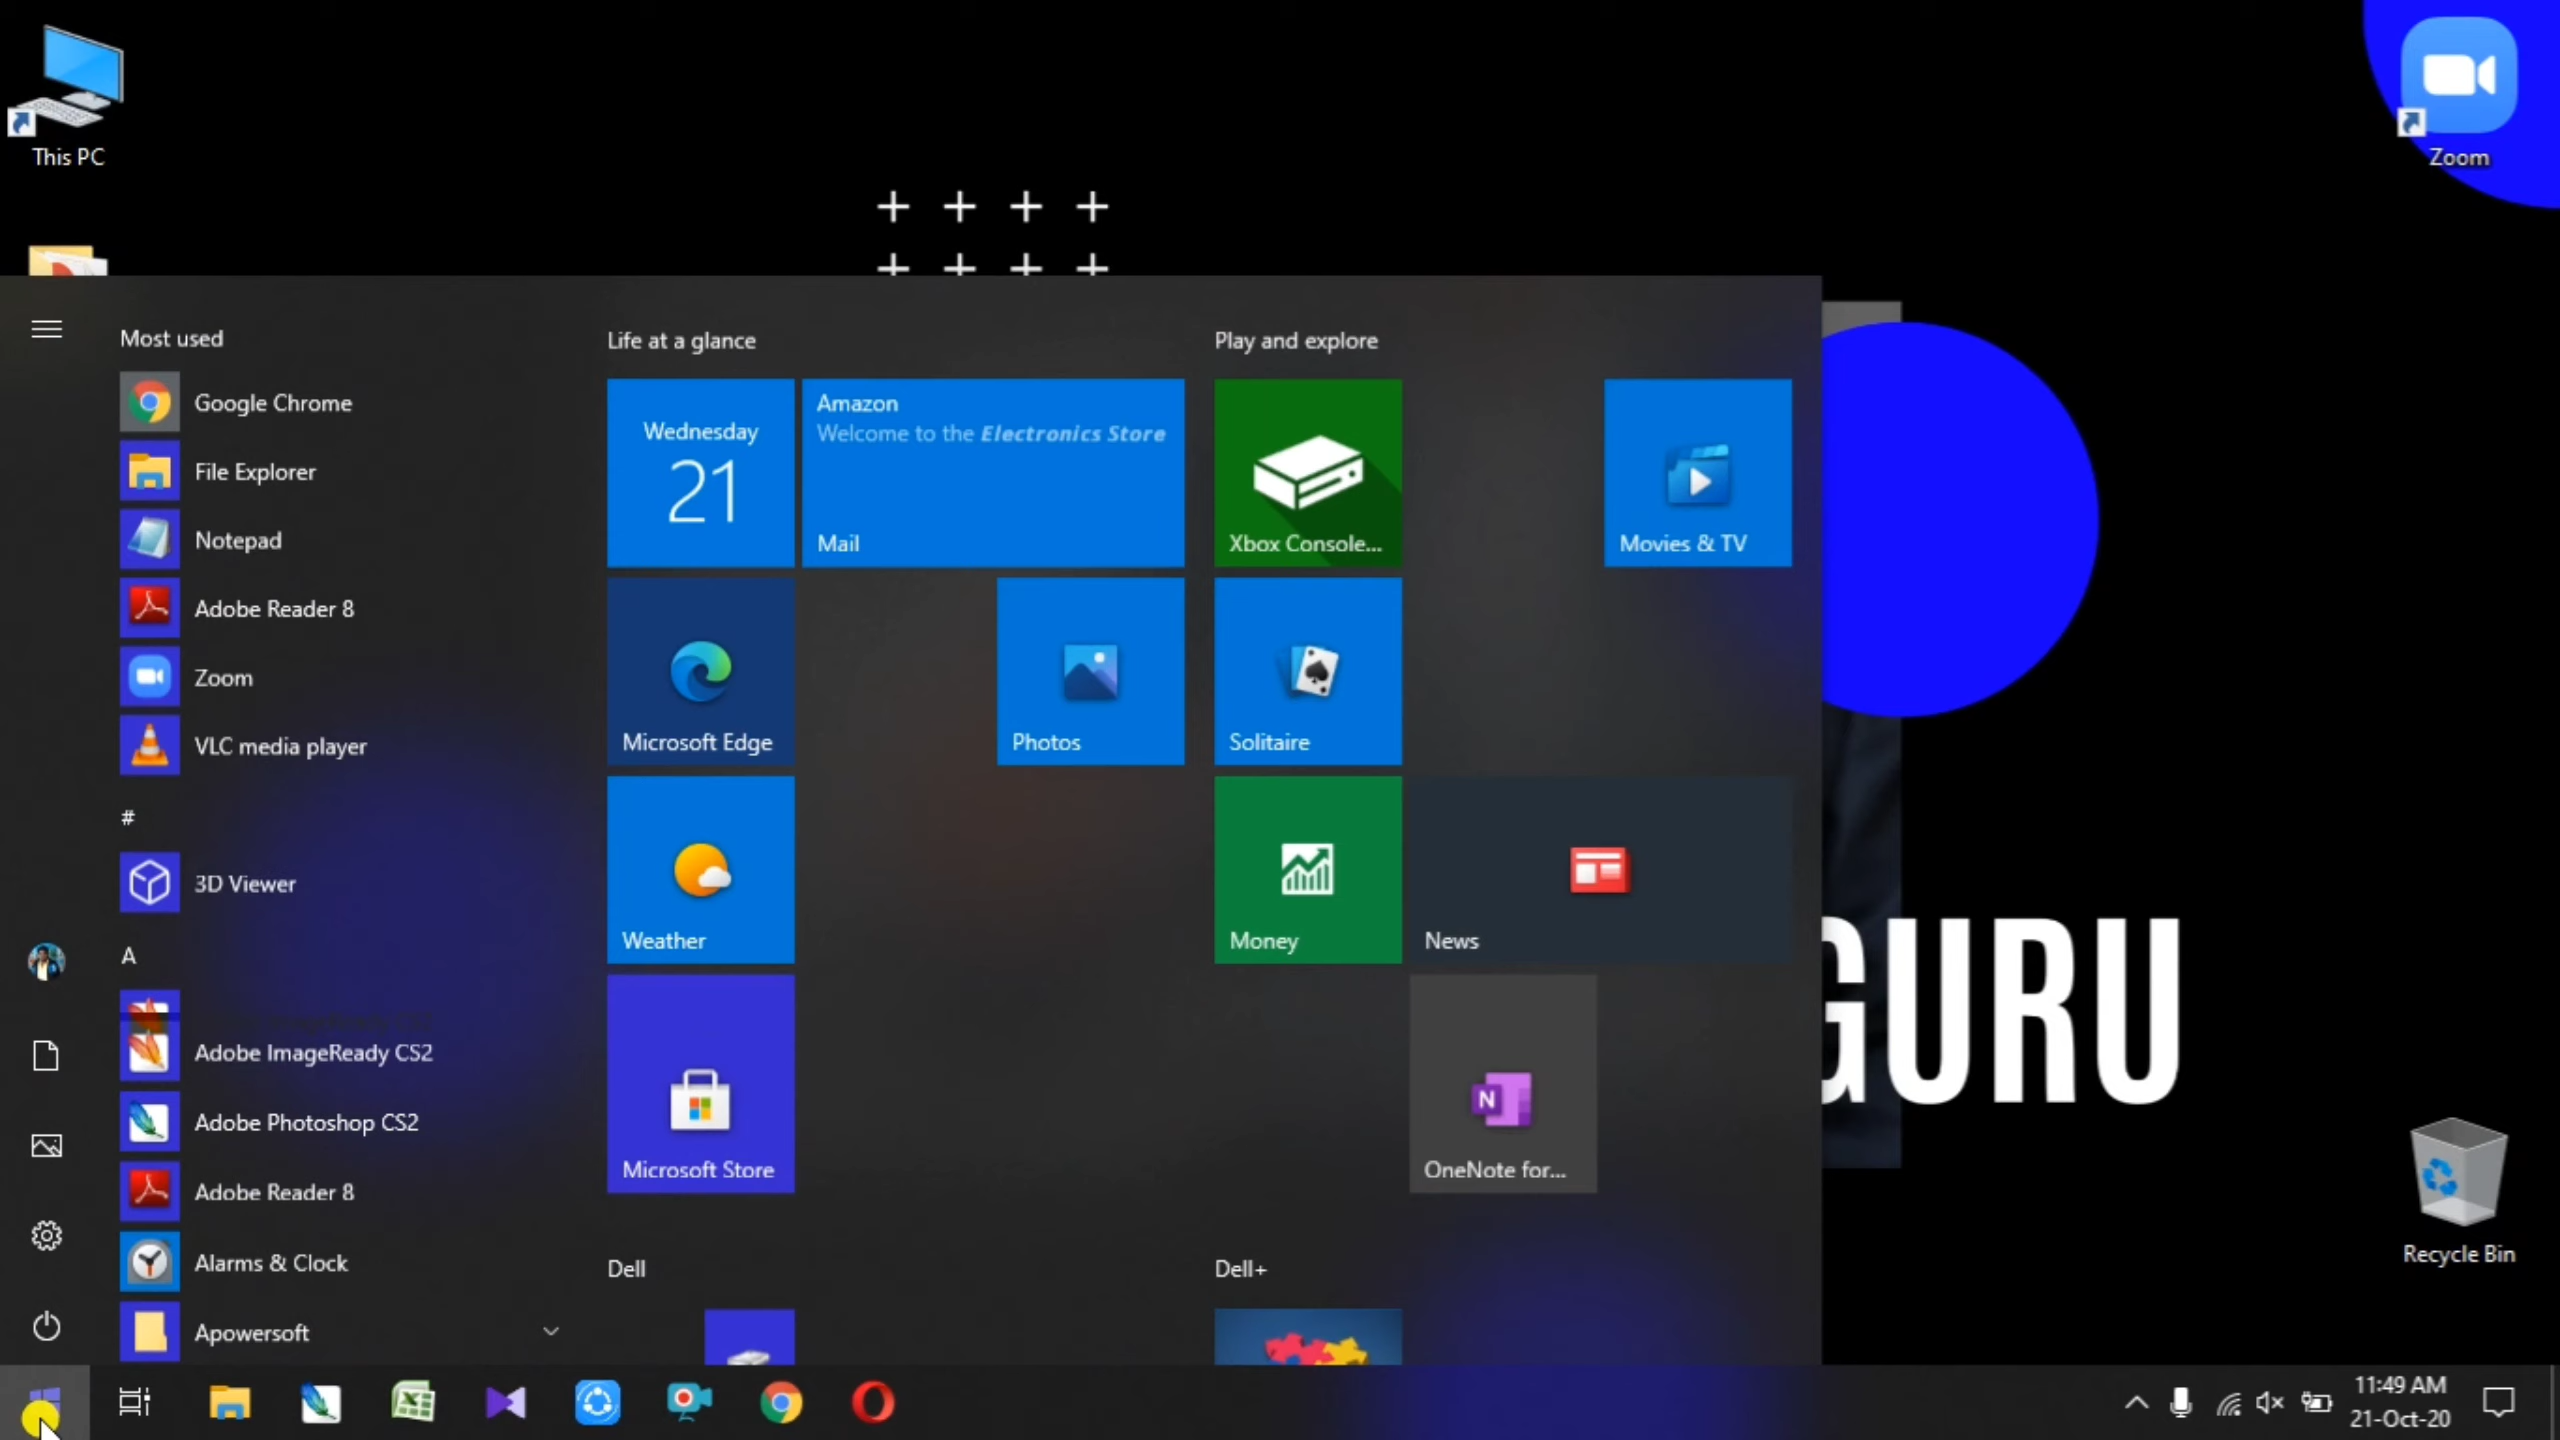 This PC
Zoom
Most used
Google Chrome
File Explorer
Notepad
Adobe Reader 8
Zoom
VLC media player
#
3D Viewer
A
Adobe ImageReady CS2
Adobe Photoshop CS2
Adobe Reader 8
Alarms & Clock
Apowersoft
Life at a glance
Wednesday
21
Amazon
Welcome to the Electronics Store
Mail
Microsoft Edge
Photos
Weather
Microsoft Store
Dell
Play and explore
Xbox Console...
Movies & TV
Solitaire
Money
News
OneNote for...
Dell+
GURU
Recycle Bin
11:49 AM
21-Oct-20